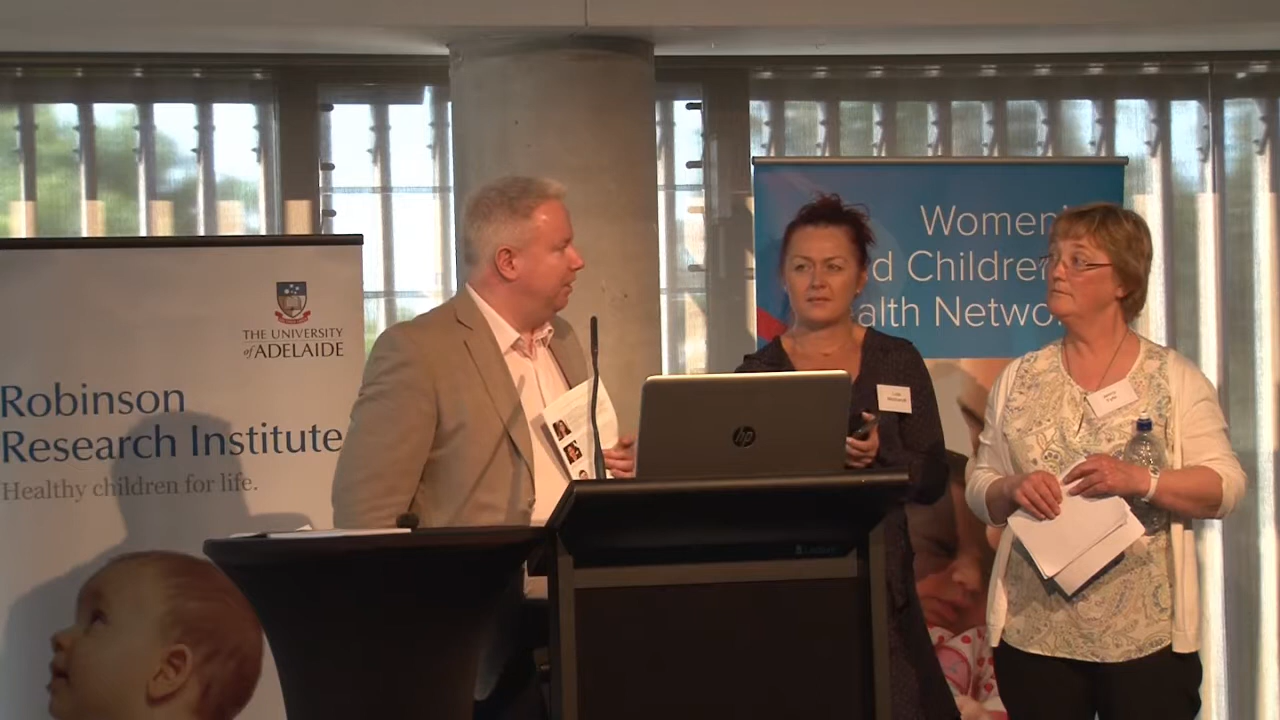 THE UNIVERSITY
of ADELAIDE
Robinson
Research Institute
Healthy children for life.
Women'
d Children
alth Netwo
hp